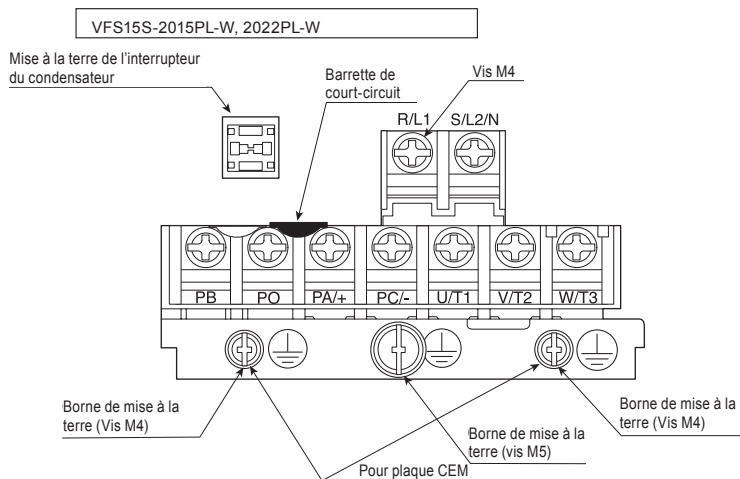 VFS15S-2015PL-W, 2022PL-W
Mise à la terre de l'interrupteur
du condensateur
Barrette de
court-circuit
Vis M4
R/L1 S/L2/N
PB PO PA/+ PC/- U/T1 V/T2 W/T3
Borne de mise à la
terre (Vis M4)
Borne de mise à la
terre (vis M5)
Borne de mise à la
terre (Vis M4)
Pour plaque CEM